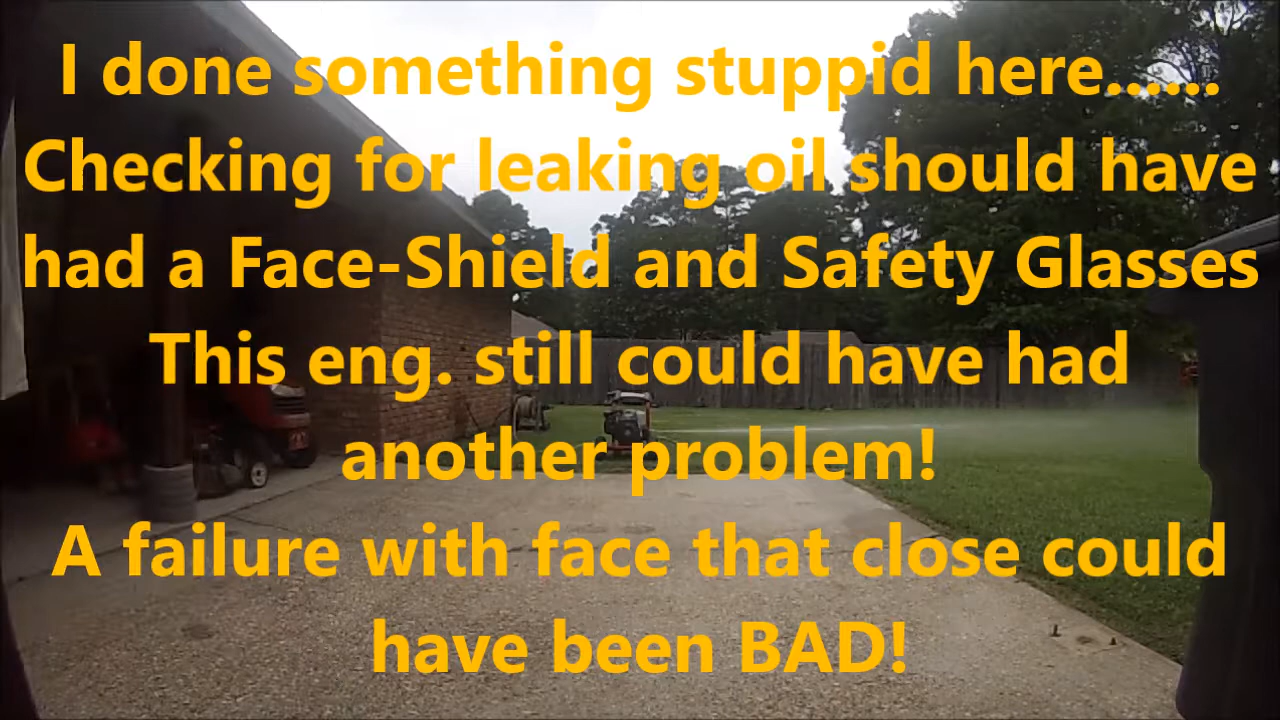 I done something stuppid here......
Checking for leaking oil should have
had a Face-Shield and Safety Glasses
This eng. still could have had
another problem!
A failure with face that close could
have been BAD!